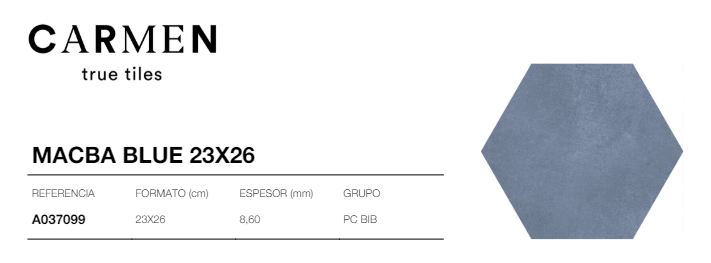 CARMEN
true tiles
MACBA BLUE 23X26
REFERENCIA FORMATO (cm) ESPESOR (mm) GRUPO
A037099 23X26 8,60 PC BIB